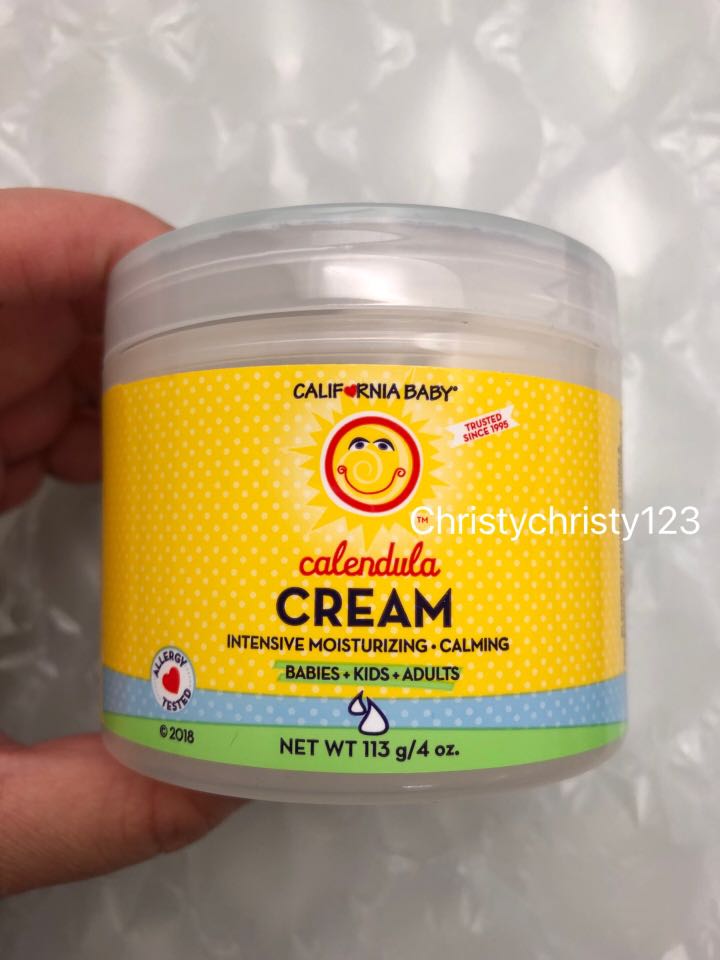 CALIFORNIA BABY®
TRUSTED
SINCE 1995
TM
Christychristy123
calendula
CREAM
INTENSIVE MOISTURIZING • CALMING
BABIES + KIDS + ADULTS
ALLERGY
TESTED
© 2018
NET WT 113 g/4 oz.